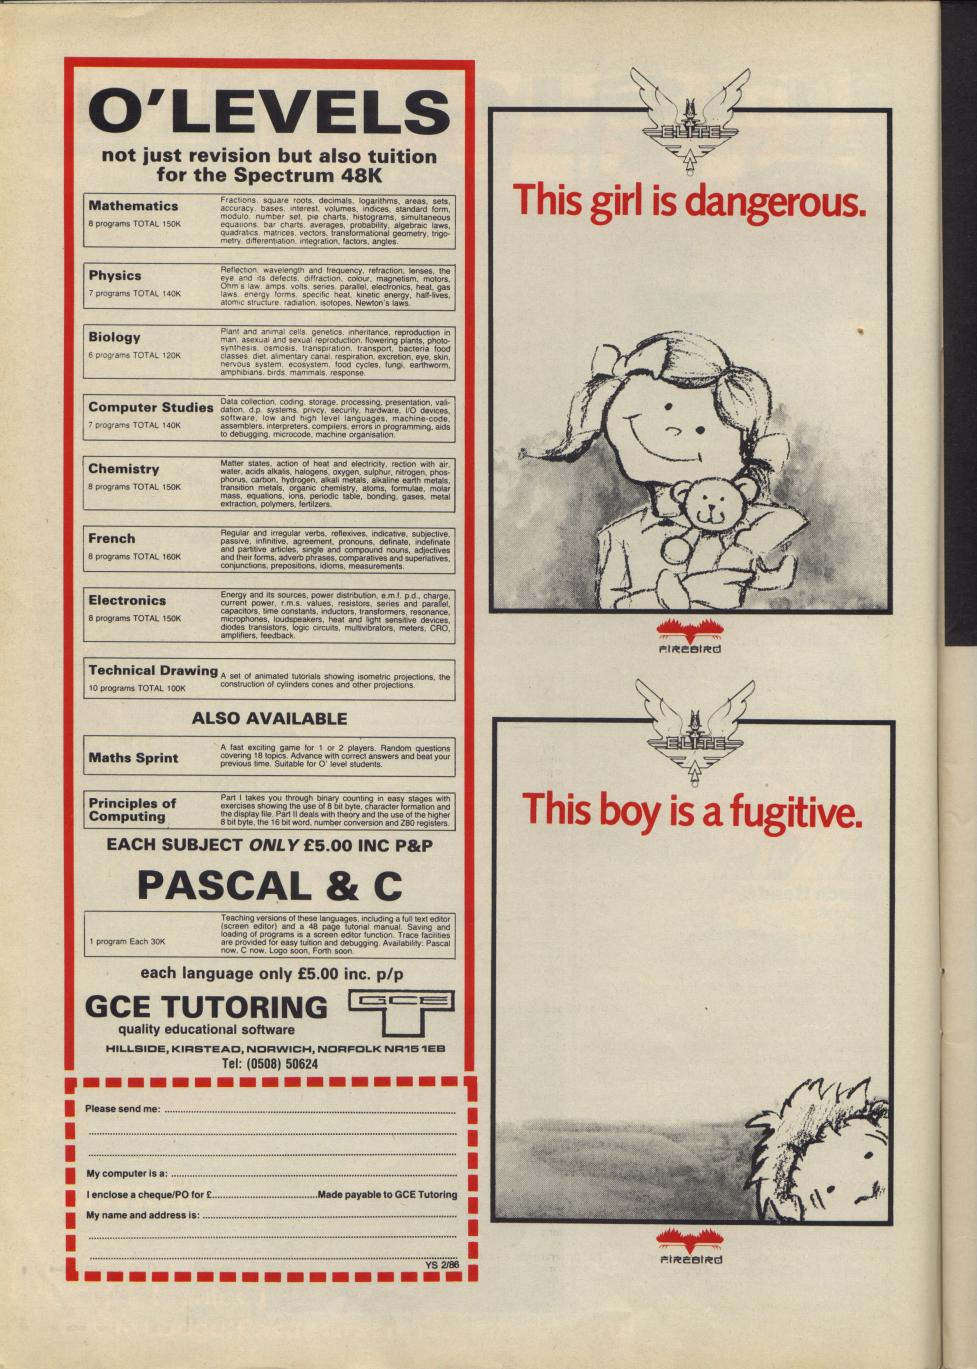 O'LEVELS
not just revision but also tuition
for the Spectrum 48K
Mathematics
8 programs TOTAL 150K
Fractions. square roots, decimals, logarithms, areas, sets,
accuracy. bases. interest, volumes, indices, standard form,
modulo, number set, pie charts, histograms, simultaneous
equations. bar charts. averages, probability, algebraic laws,
quadratics. matrices. vectors. transformational geometry, trigo-
metry. differentiation. integration, factors, angles.
Physics
7 programs TOTAL 140K
Reflection, wavelength and frequency, refraction, lenses, the
eye and its defects. diffraction, colour, magnetism, motors,
Ohm's law. amps. volts. series, parallel, electronics, heat, gas
laws. energy forms. specific heat, kinetic energy, half-lives,
atomic structure. radiation. isotopes. Newton's laws.
Biology
6 programs TOTAL 120K
Plant and animal cells. genetics. inheritance, reproduction in
man. asexual and sexual reproduction, flowering plants, photo-
synthesis. osmosis. transpiration, transport, bacteria food
classes. diet. alimentary canal, respiration, excretion, eye, skin,
nervous system. ecosystem, food cycles, fungi, earthworm,
amphibians. birds. mammals. response.
Computer Studies
7 programs TOTAL 140K
Data collection, coding, storage, processing, presentation, vali-
dation. d.p. systems. privcy, security, hardware, I/O devices,
software, low and high level languages, machine-code,
assemblers, interpreters, compilers, errors in programming, aids
to debugging, microcode, machine organisation.
Chemistry
8 programs TOTAL 150K
Matter states, action of heat and electricity, rection with air,
water, acids alkalis, halogens, oxygen, sulphur, nitrogen, phos-
phorus, carbon, hydrogen, alkali metals, alkaline earth metals,
transition metals, organic chemistry, atoms, formulae, molar
mass, equations, ions, periodic table, bonding, gases, metal
extraction, polymers, fertilzers.
French
8 programs TOTAL 160K
Regular and irregular verbs, reflexives, indicative, subjective,
passive, infinitive, agreement, pronouns, definate, indefinate
and partitive articles, single and compound nouns, adjectives
and their forms, adverb phrases, comparatives and superlatives,
conjunctions, prepositions, idioms, measurements.
Electronics
8 programs TOTAL 150K
Energy and its sources, power distribution, e.m.f. p.d., charge,
current power, r.m.s. values, resistors, series and parallel,
capacitors, time constants, inductors, transformers, resonance,
microphones, loudspeakers, heat and light sensitive devices,
diodes transistors, logic circuits, multivibrators, meters, CRO,
amplifiers, feedback.
Technical Drawing
10 programs TOTAL 100K
A set of animated tutorials showing isometric projections, the
construction of cylinders cones and other projections.
ALSO AVAILABLE
Maths Sprint
A fast exciting game for 1 or 2 players. Random questions
covering 18 topics. Advance with correct answers and beat your
previous time. Suitable for O' level students.
Principles of
Computing
Part I takes you through binary counting in easy stages with
exercises showing the use of 8 bit byte, character formation and
the display file. Part II deals with theory and the use of the higher
8 bit byte, the 16 bit word, number conversion and Z80 registers.
EACH SUBJECT ONLY £5.00 INC P&P
PASCAL & C
1 program Each 30K
Teaching versions of these languages, including a full text editor
(screen editor) and a 48 page tutorial manual. Saving and
loading of programs is a screen editor function. Trace facilities
are provided for easy tuition and debugging. Availability: Pascal
now, C now, Logo soon, Forth soon.
each language only £5.00 inc. p/p
GCE TUTORING
quality educational software
GCE
HILLSIDE, KIRSTEAD, NORWICH, NORFOLK NR15 1EB
Tel: (0508) 50624
Please send me:
My computer is a:
I enclose a cheque/PO for £..............................Made payable to GCE Tutoring
My name and address is:
YS 2/86
ELITE
This girl is dangerous.
FIREBIRD
ELITE
This boy is a fugitive.
FIREBIRD